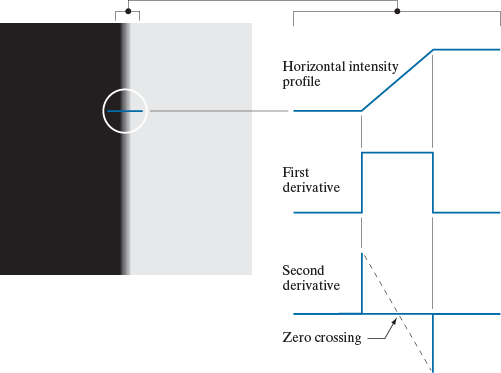 Horizontal intensity
profile
First
derivative
Second
derivative
Zero crossing